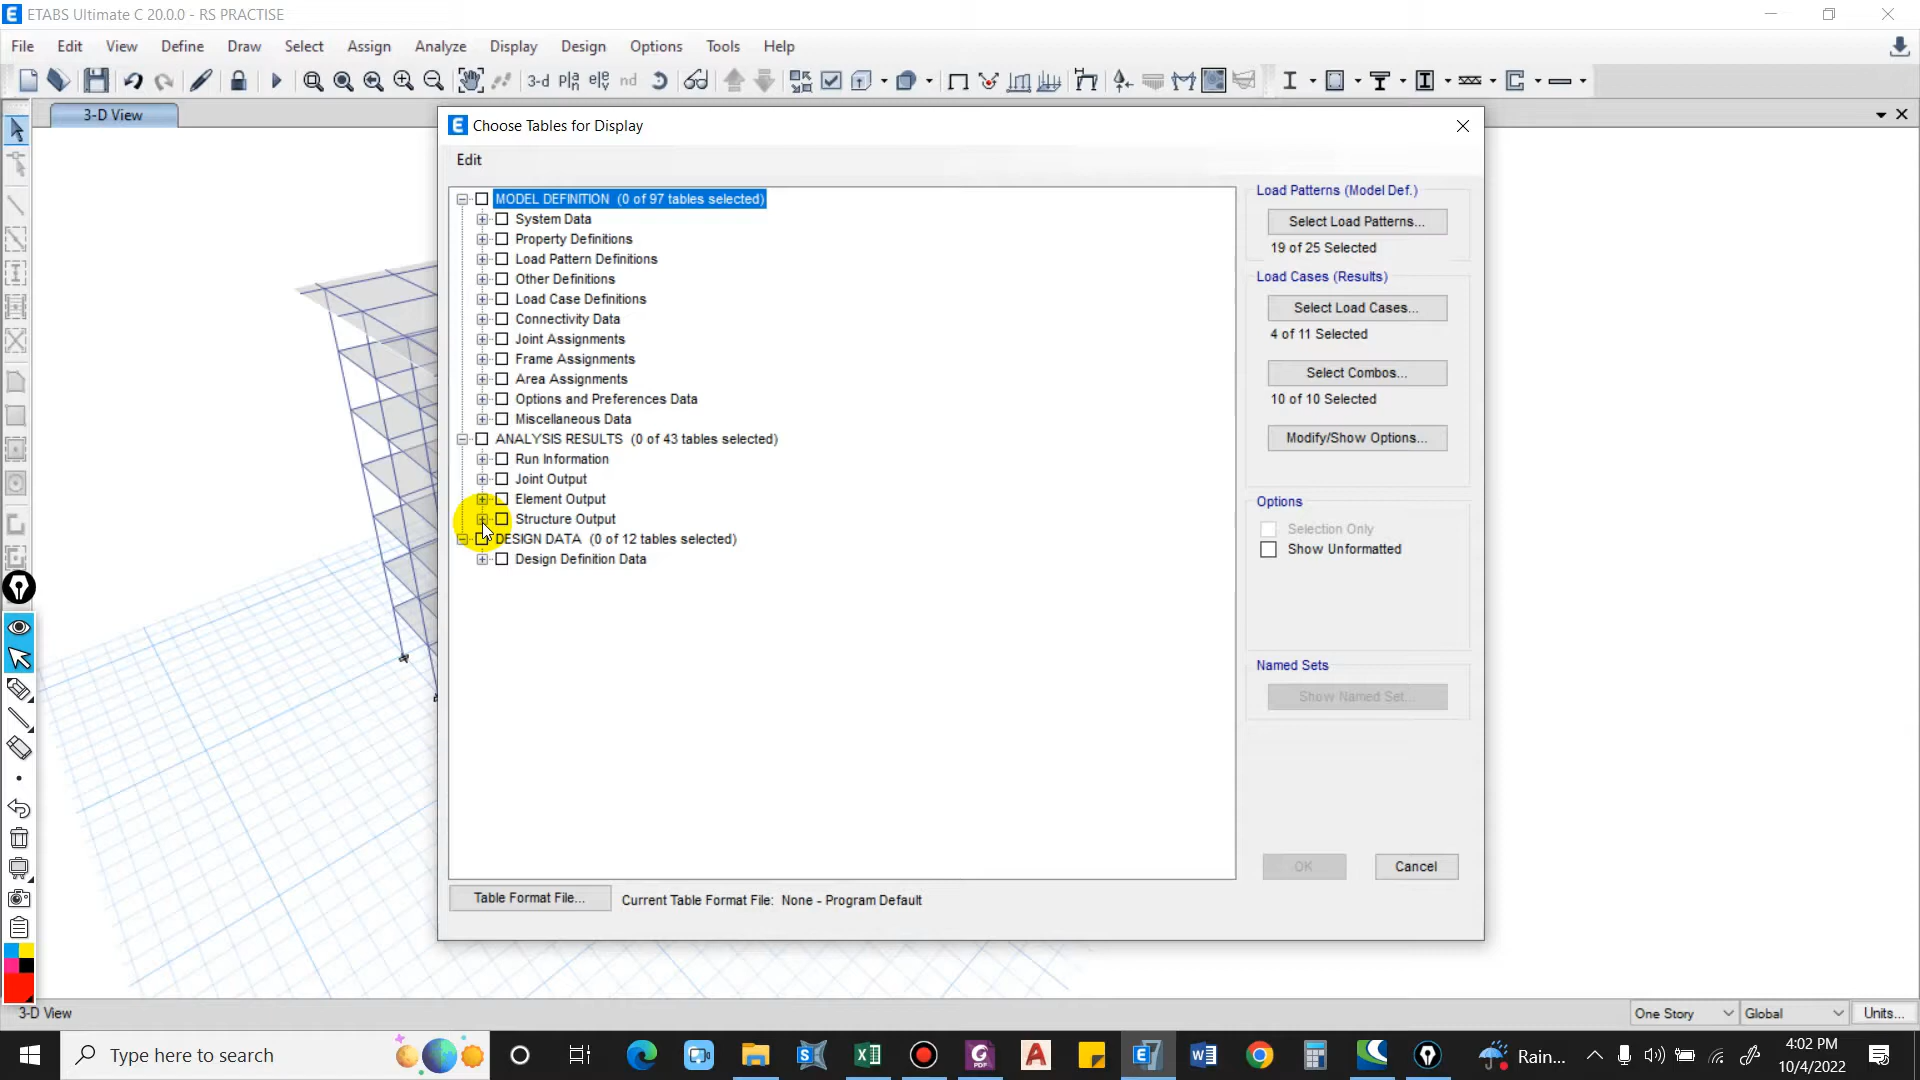 ETABS Ultimate C 20.0.0 - RS PRACTISE
File Edit View Define Draw Select Assign Analyze Display Design Options Tools Help
3-d nd
3-D View
Choose Tables for Display
Edit
MODEL DEFINITION (0 of 97 tables selected)
System Data
Property Definitions
Load Pattern Definitions
Other Definitions
Load Case Definitions
Connectivity Data
Joint Assignments
Frame Assignments
Area Assignments
Options and Preferences Data
Miscellaneous Data
ANALYSIS RESULTS (0 of 43 tables selected)
Run Information
Joint Output
Element Output
Structure Output
DESIGN DATA (0 of 12 tables selected)
Design Definition Data
Load Patterns (Model Def.)
Select Load Patterns...
19 of 25 Selected
Load Cases (Results)
Select Load Cases...
4 of 11 Selected
Select Combos...
10 of 10 Selected
Modify/Show Options...
Options
Selection Only
Show Unformatted
Named Sets
Show Named Set...
OK Cancel
Table Format File... Current Table Format File: None - Program Default
3-D View One Story Global Units...
Type here to search
Rain...
4:02 PM
10/4/2022